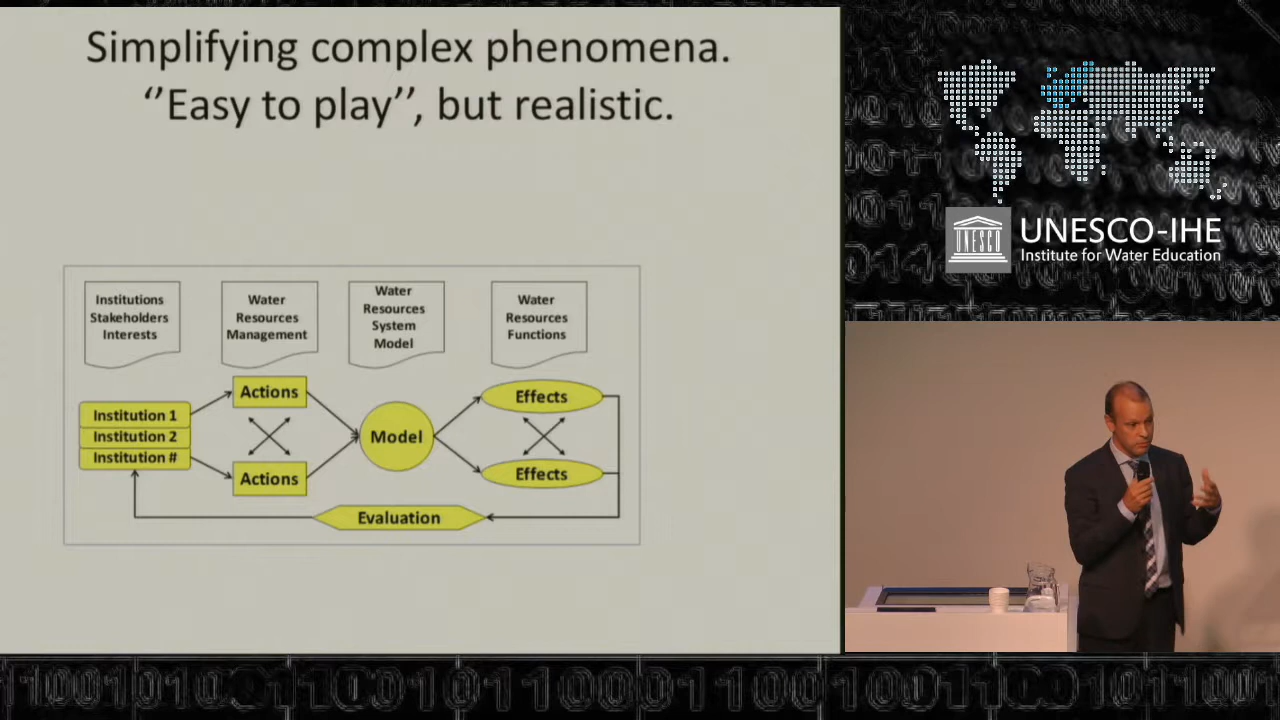 Simplifying complex phenomena.
‘’Easy to play’’, but realistic.
Institutions
Stakeholders
Interests
Water
Resources
Management
Water
Resources
System
Model
Water
Resources
Functions
Institution 1
Institution 2
Institution #
Actions
Actions
Model
Effects
Effects
Evaluation
UNESCO
UNESCO-IHE
Institute for Water Education